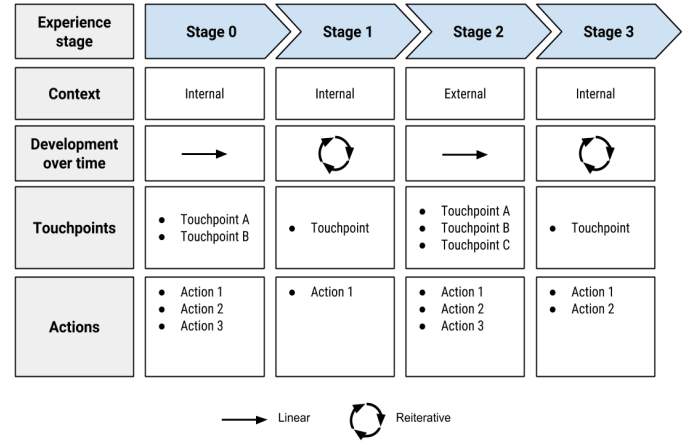 Experience
stage
Stage 0
Stage 1
Stage 2
Stage 3
Context
Internal
Internal
External
Internal
Development
over time
Touchpoints
● Touchpoint A
● Touchpoint B
● Touchpoint
● Touchpoint A
● Touchpoint B
● Touchpoint C
● Touchpoint
Actions
● Action 1
● Action 2
● Action 3
● Action 1
● Action 1
● Action 2
● Action 3
● Action 1
● Action 2
Linear
Reiterative